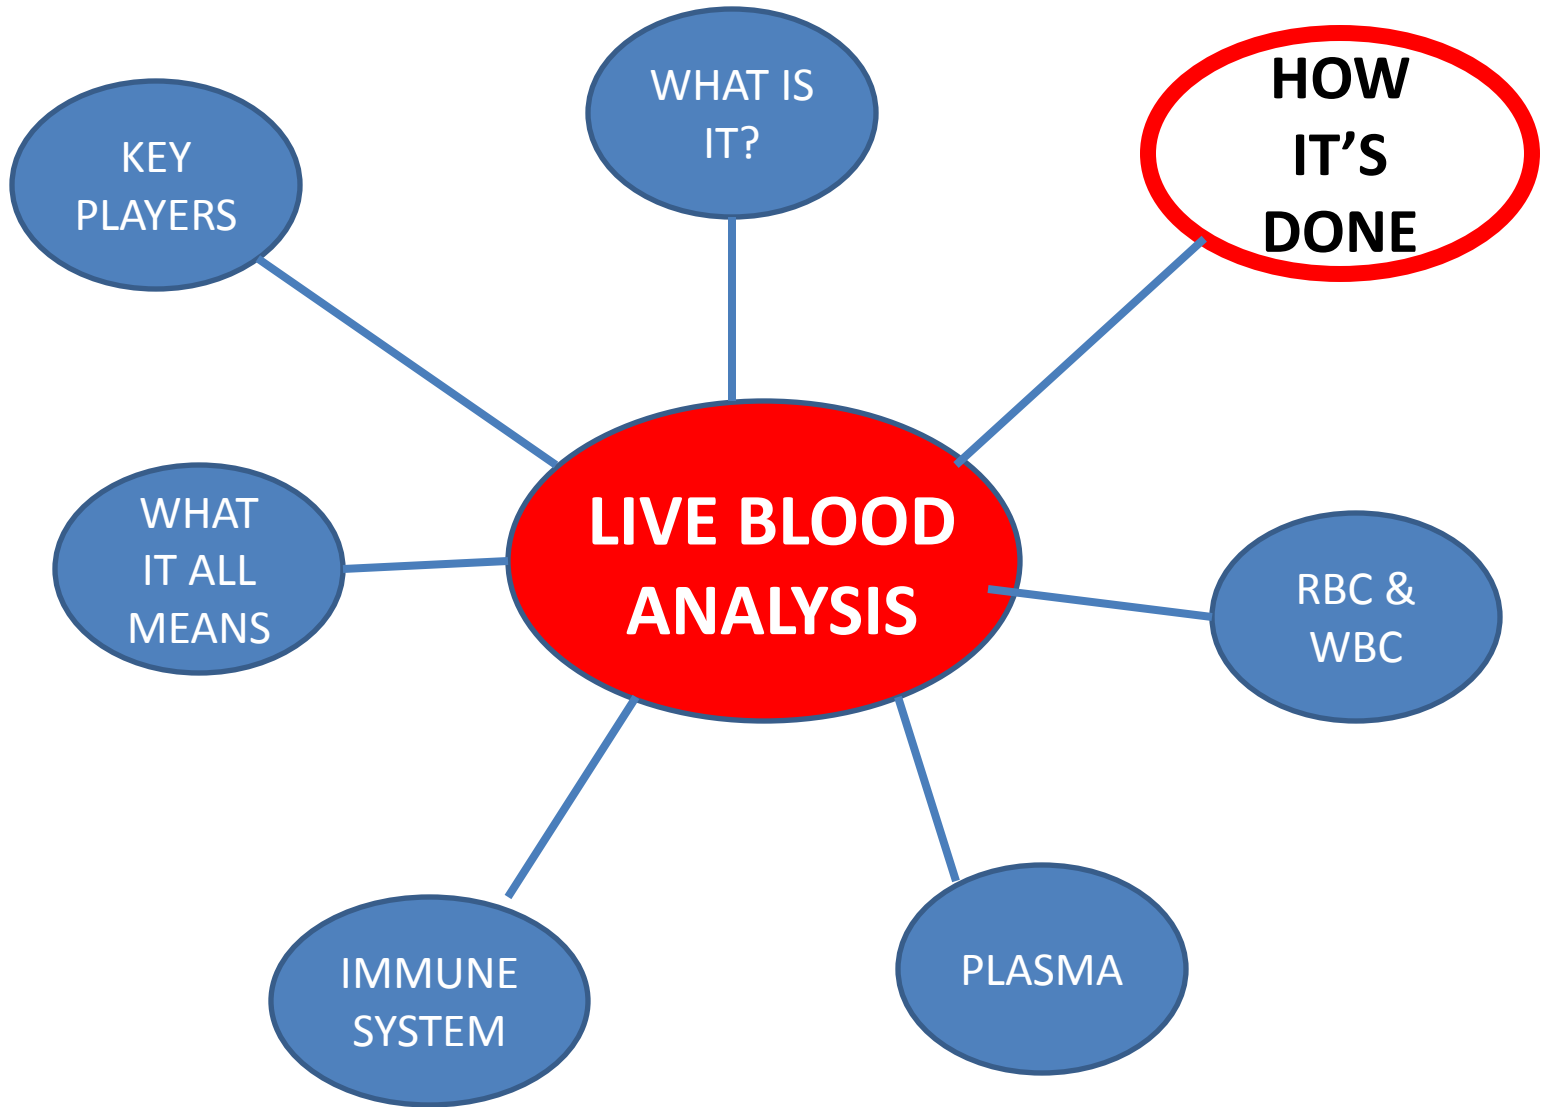 WHAT IS
IT?
HOW
IT’S
DONE
KEY
PLAYERS
LIVE BLOOD
ANALYSIS
WHAT
IT ALL
MEANS
RBC &
WBC
IMMUNE
SYSTEM
PLASMA